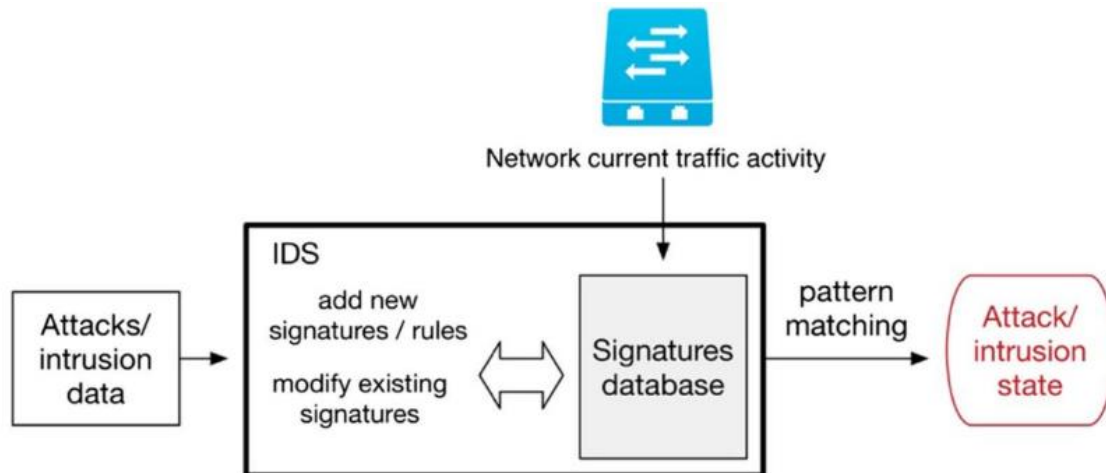 Network current traffic activity
IDS
add new
signatures / rules
modify existing
signatures
Attacks/
intrusion
data
Signatures
database
pattern
matching
Attack/
intrusion
state